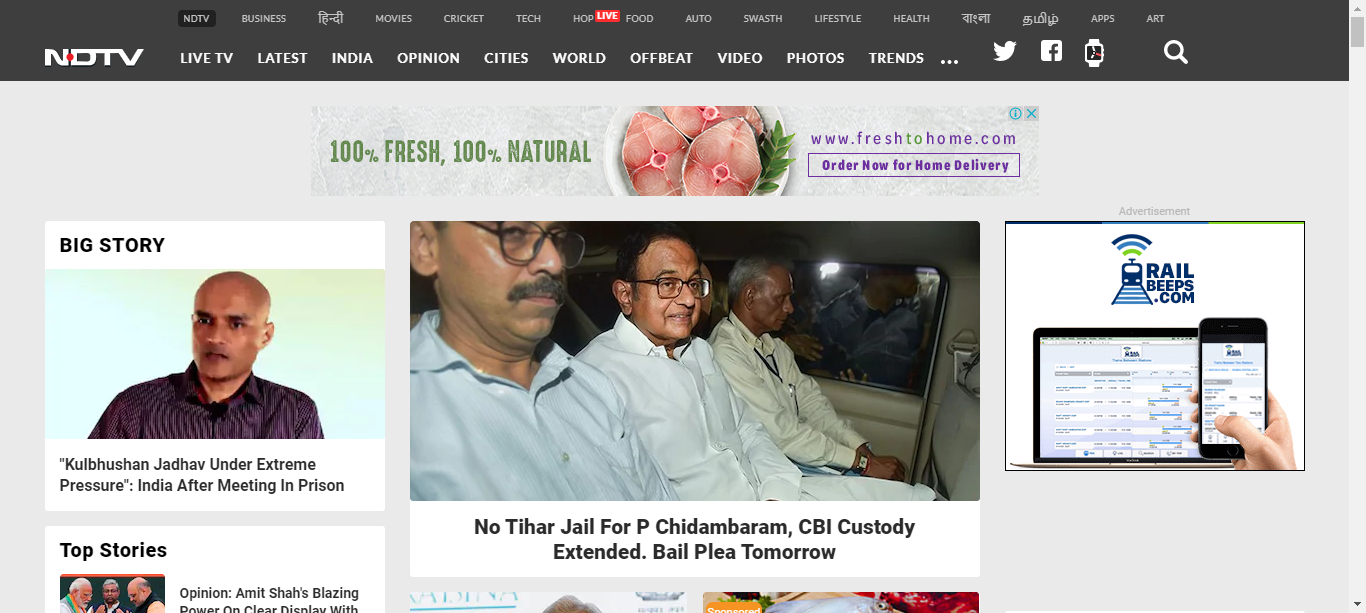 NDTV BUSINESS हिन्दी MOVIES CRICKET TECH HOP LIVE FOOD AUTO SWASTH LIFESTYLE HEALTH বাংলা தமிழ் APPS ART
NDTV LIVE TV LATEST INDIA OPINION CITIES WORLD OFFBEAT VIDEO PHOTOS TRENDS ...
100% FRESH, 100% NATURAL
www.freshtohome.com
Order Now for Home Delivery
Advertisement
BIG STORY
"Kulbhushan Jadhav Under Extreme
Pressure": India After Meeting In Prison
Top Stories
Opinion: Amit Shah's Blazing
Power On Clear Display With
No Tihar Jail For P Chidambaram, CBI Custody
Extended. Bail Plea Tomorrow
Sponsored
RAIL
BEEPS
.COM